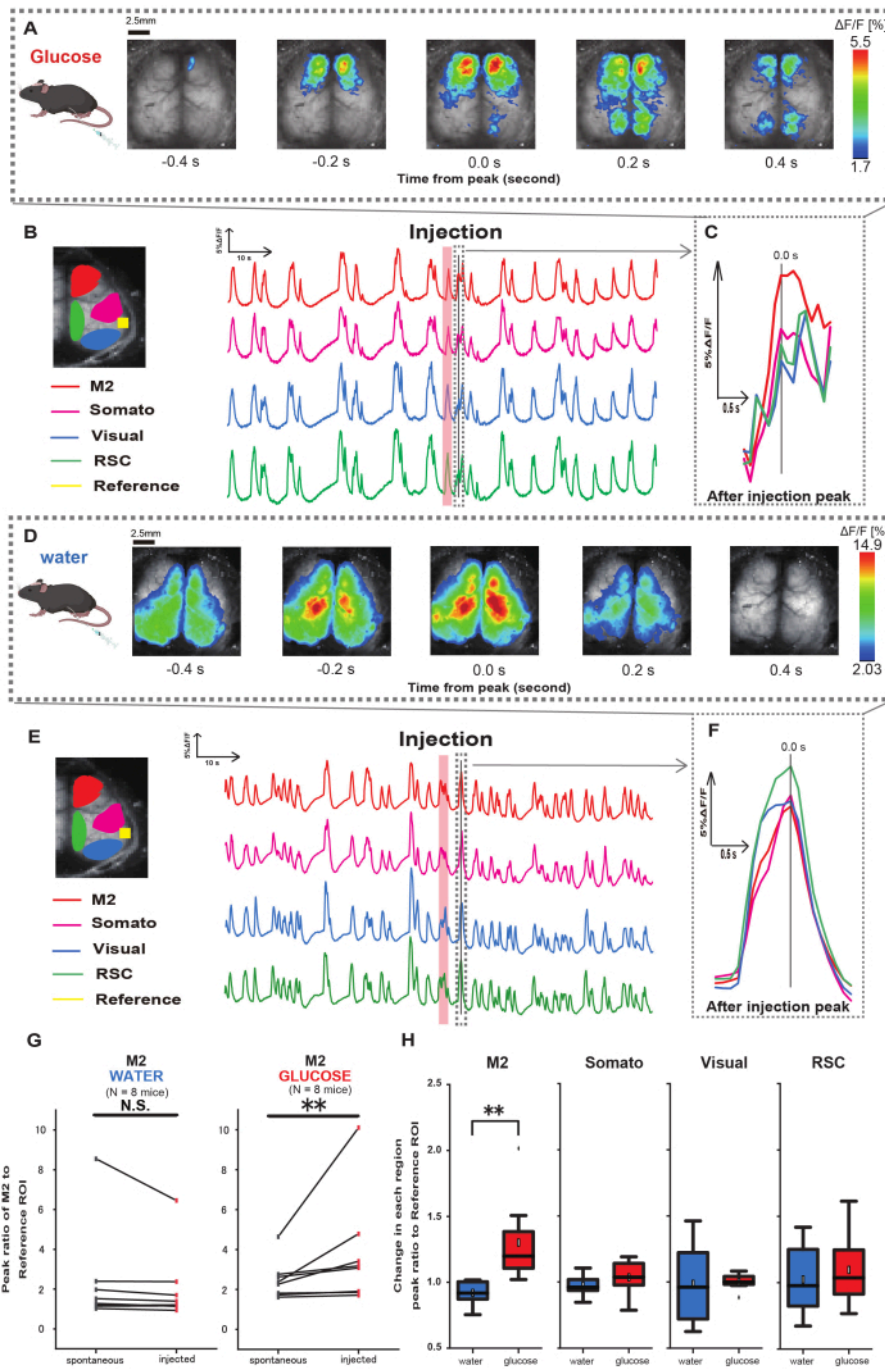 A
2.5mm
Glucose
ΔF/F [%]
5.5
1.7
-0.4 s
-0.2 s
0.0 s
0.2 s
0.4 s
Time from peak (second)
B
Injection
5%ΔF/F
10 s
M2
Somato
Visual
RSC
Reference
C
0.0 s
5%ΔF/F
0.5 s
After injection peak
D
2.5mm
water
ΔF/F [%]
14.9
2.03
-0.4 s
-0.2 s
0.0 s
0.2 s
0.4 s
Time from peak (second)
E
Injection
5%ΔF/F
10 s
M2
Somato
Visual
RSC
Reference
F
0.0 s
5%ΔF/F
0.5 s
After injection peak
G
M2
WATER
(N = 8 mice)
N.S.
M2
GLUCOSE
(N = 8 mice)
**
Peak ratio of M2 to
Reference ROI
10
8
6
4
2
0
spontaneous
injected
10
8
6
4
2
0
spontaneous
injected
H
M2
Somato
Visual
RSC
Change in each region
peak ratio to Reference ROI
2.5
2.0
1.5
1.0
0.5
**
water
glucose
water
glucose
water
glucose
water
glucose